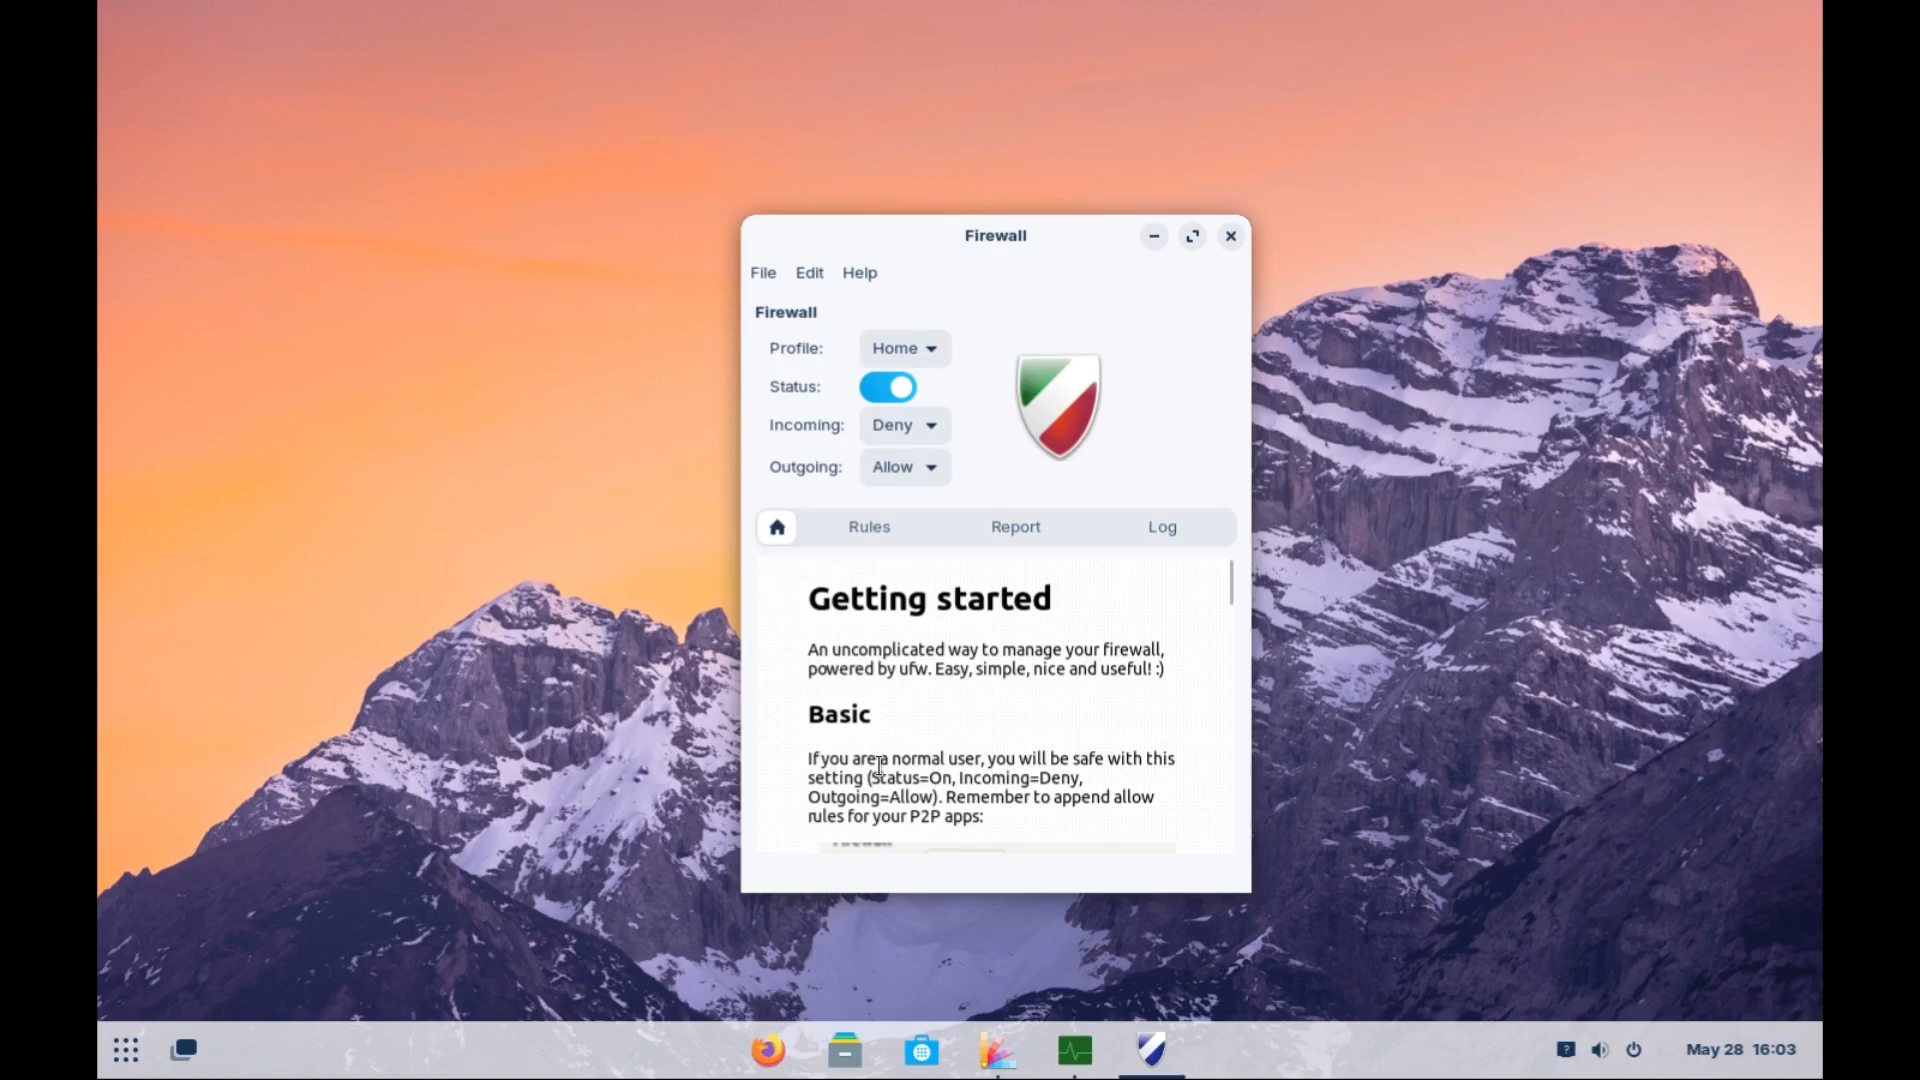 Firewall
File Edit Help
Firewall
Profile: Home
Status:
Incoming: Deny
Outgoing: Allow
Rules Report Log
Getting started
An uncomplicated way to manage your firewall,
powered by ufw. Easy, simple, nice and useful! :)
Basic
If you are a normal user, you will be safe with this
setting (Status=On, Incoming=Deny,
Outgoing=Allow). Remember to append allow
rules for your P2P apps:
? May 28 16:03